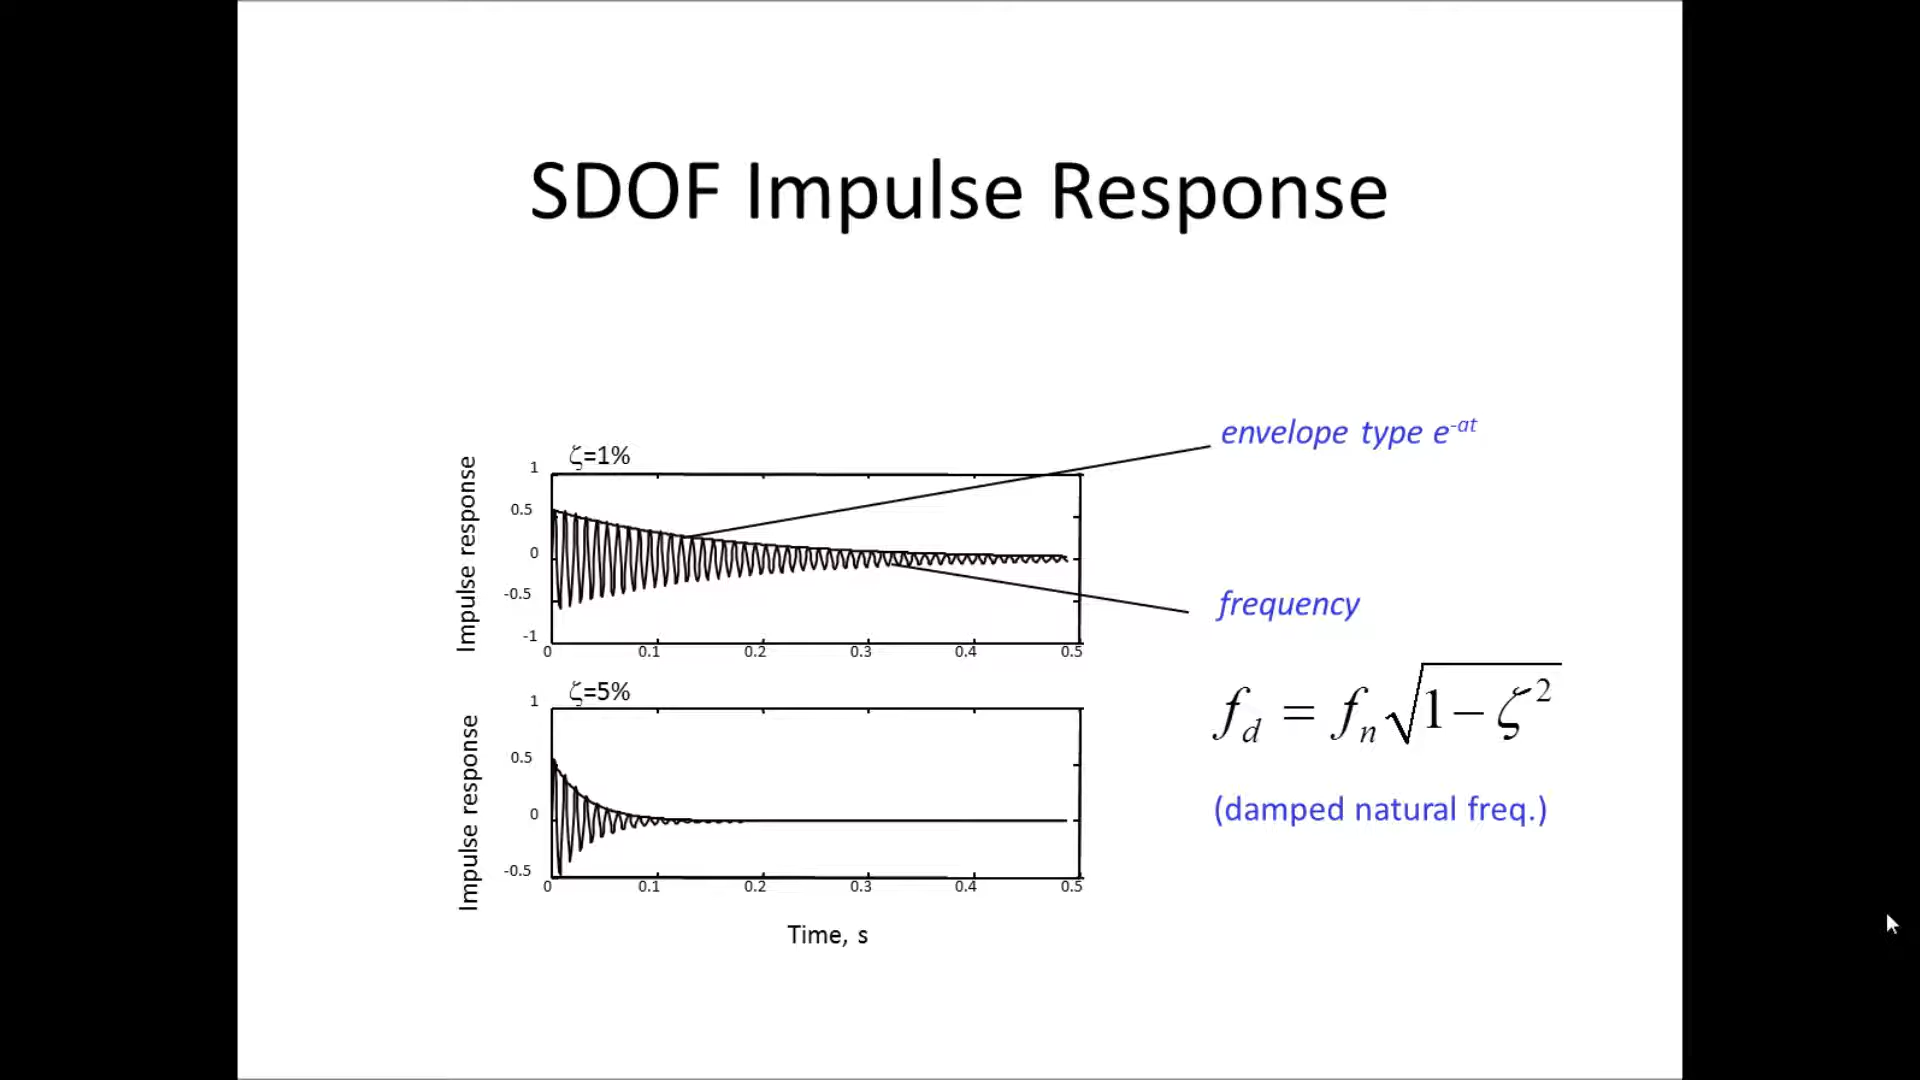 SDOF Impulse Response
envelope type e^-at
ζ=1%
Impulse response
1
0.5
0
-0.5
-1
0 0.1 0.2 0.3 0.4 0.5
frequency
f_d = f_n √(1 − ζ²)
(damped natural freq.)
ζ=5%
Impulse response
1
0.5
0
-0.5
0 0.1 0.2 0.3 0.4 0.5
Time, s